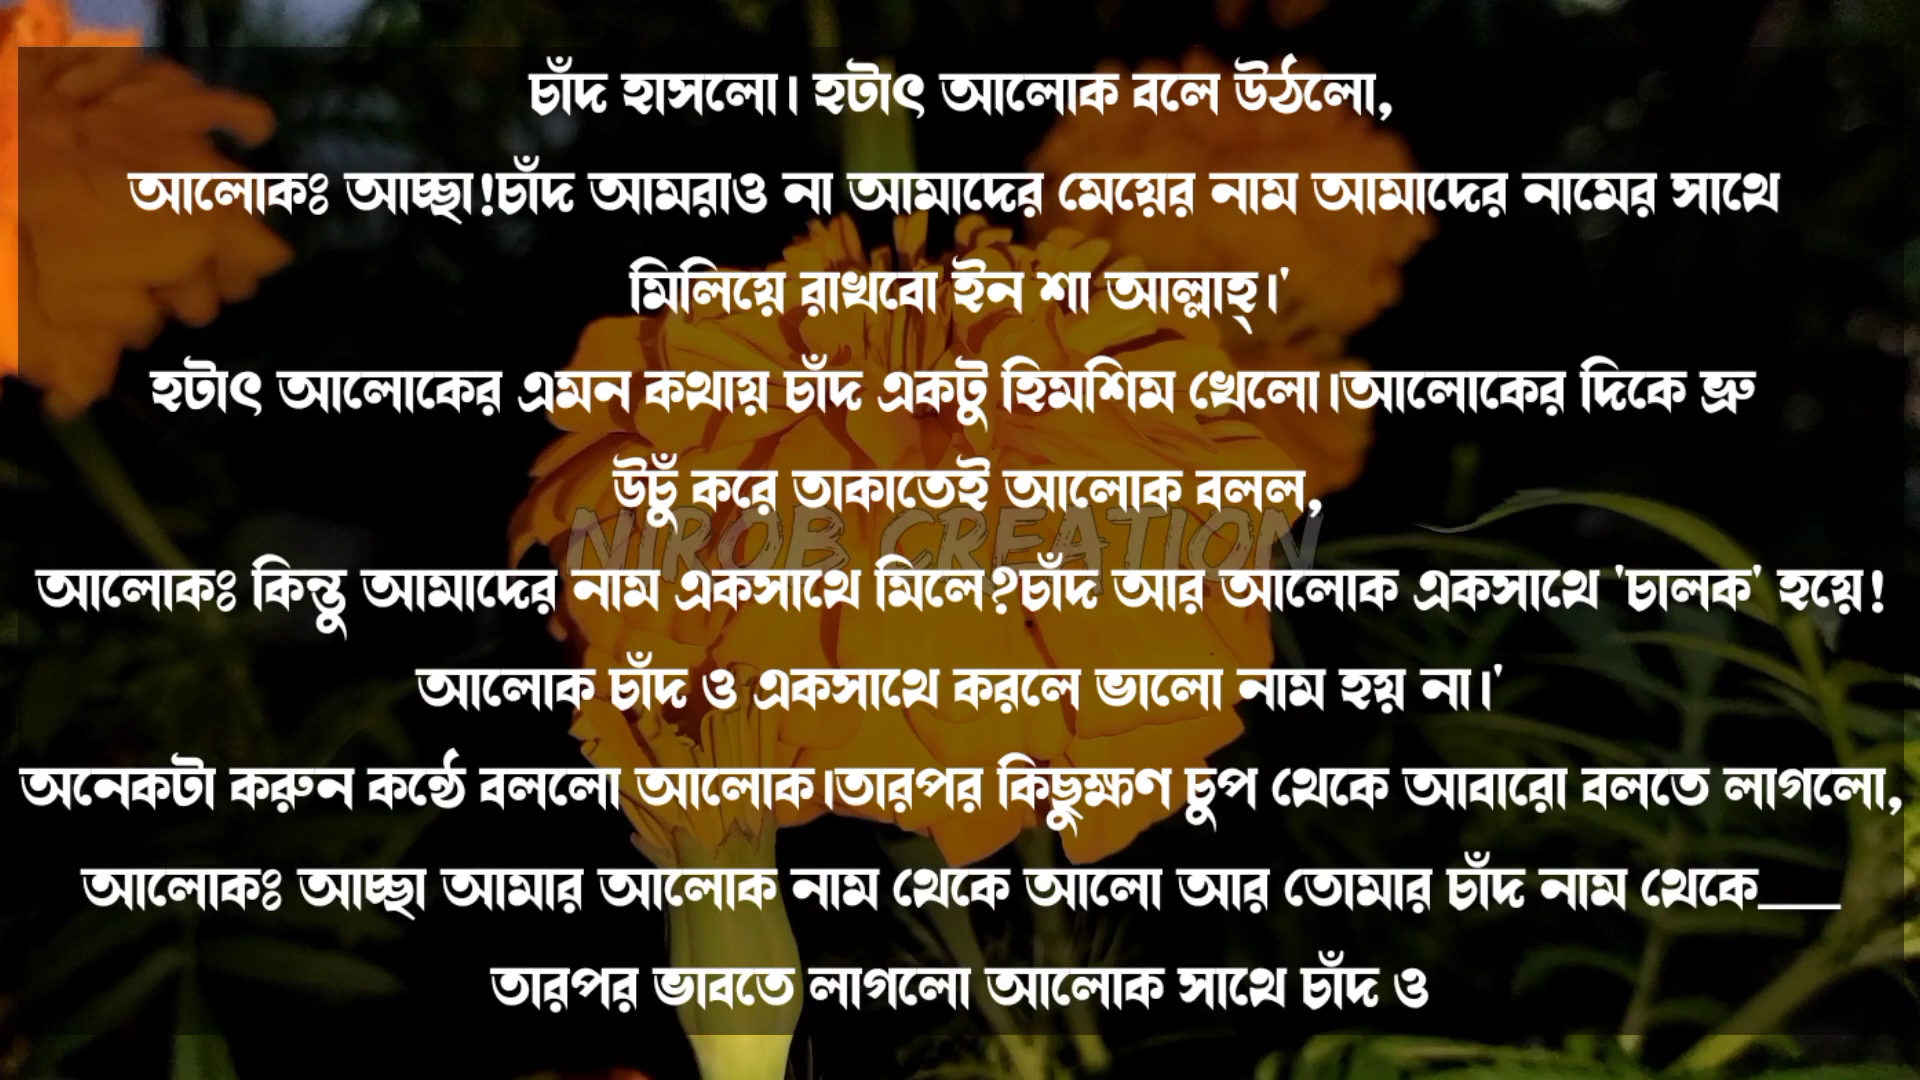 চাঁদ হাসলো। হটাৎ আলোক বলে উঠলো,
আলোকঃ আচ্ছা!চাঁদ আমরাও না আমাদের মেয়ের নাম আমাদের নামের সাথে
মিলিয়ে রাখবো ইন শা আল্লাহ্।'
হটাৎ আলোকের এমন কথায় চাঁদ একটু হিমশিম খেলো।আলোকের দিকে ভ্রু
উচুঁ করে তাকাতেই আলোক বলল,
NIROB CREATION
আলোকঃ কিন্তু আমাদের নাম একসাথে মিলে?চাঁদ আর আলোক একসাথে 'চালক' হয়ে!
আলোক চাঁদ ও একসাথে করলে ভালো নাম হয় না।'
অনেকটা করুন কন্ঠে বললো আলোক।তারপর কিছুক্ষণ চুপ থেকে আবারো বলতে লাগলো,
আলোকঃ আচ্ছা আমার আলোক নাম থেকে আলো আর তোমার চাঁদ নাম থেকে___
তারপর ভাবতে লাগলো আলোক সাথে চাঁদ ও